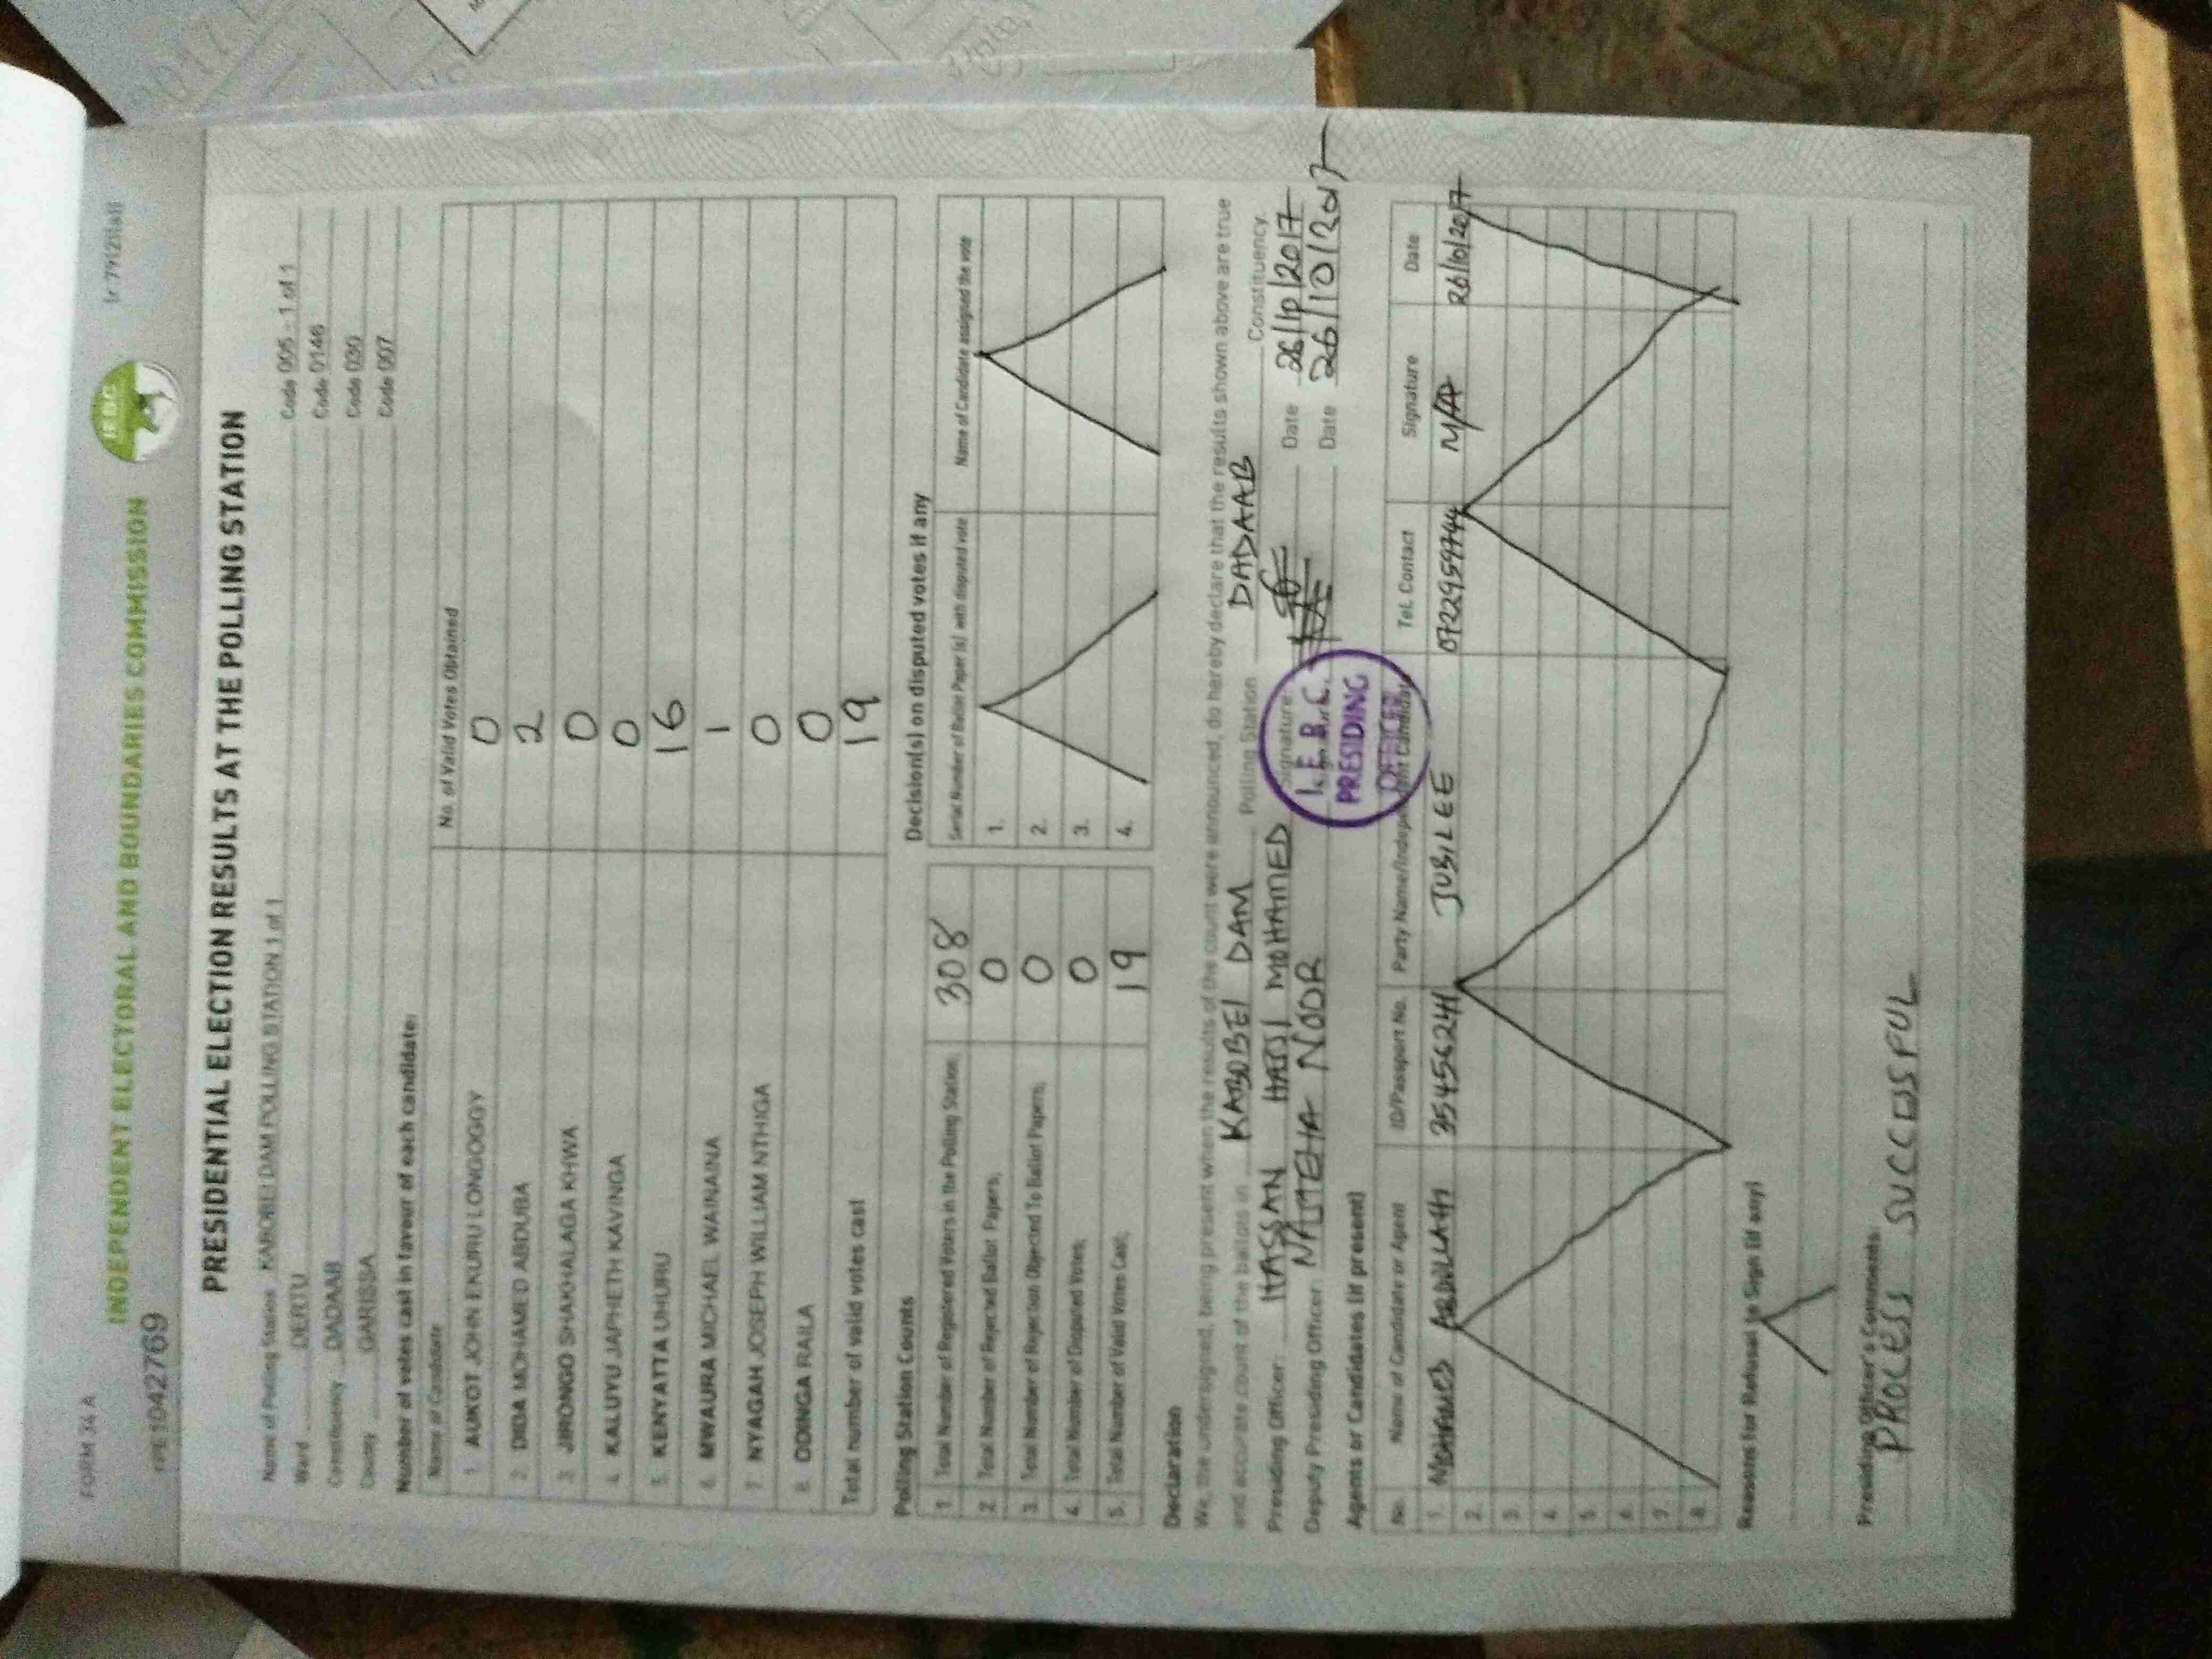 FORM 34 A
INDEPENDENT ELECTORAL AND BOUNDARIES COMMISSION
IEBC
PRESIDENTIAL ELECTION RESULTS AT THE POLLING STATION
Name of Polling Station KABOBEI DAM POLLING STATION 1 of 1 Code 005 - 1 of 1
Ward DERTU Code 0146
Constituency DADAAB Code 030
County GARISSA Code 007
Number of votes cast in favour of each candidate:
Name of Candidate No. of Valid Votes Obtained
1. AUKOT JOHN EKURU LONGOGGY 0
2. DIDA MOHAMED ABDUBA 2
3. JIRONGO SHAKHALAGA KHWA 0
4. KALUYU JAPHETH KAVINGA 0
5. KENYATTA UHURU 16
6. MWAURA MICHAEL WAINAINA 1
7. NYAGAH JOSEPH WILLIAM NTHIGA 0
8. ODINGA RAILA 0
Total number of valid votes cast 19
Polling Station Counts
1. Total Number of Registered Voters in the Polling Station; 308
2. Total Number of Rejected Ballot Papers; 0
3. Total Number of Rejection Objected To Ballot Papers; 0
4. Total Number of Disputed Votes; 0
5. Total Number of Valid Votes Cast; 19
Decision(s) on disputed votes if any
Serial Number of Ballot Paper (s) with disputed vote Name of Candidate assigned the vote
1.
2.
3.
4.
Declaration
We, the undersigned, being present when the results of the count were announced, do hereby declare that the results shown above are true
and accurate count of the ballots in KABOBEI DAM Polling Station DADAAB Constituency.
Presiding Officer: HASSAN HAJI MOHAMED Signature Date 26/10/2017
Deputy Presiding Officer: NOOR Date 26/10/2017
I.E.B.C.
PRESIDING
OFFICER
Agents or Candidates (if present)
No. Name of Candidate or Agent ID/Passport No. Party Name/Independent Candidate Tel. Contact Signature Date
1. MOHAMED ABDULLAHI JUBILEE 0722959744 26/10/2017
2.
3.
4.
5.
6.
7.
8.
Reasons for Refusal to Sign (if any)
Presiding Officer's Comments:
PROCESS SUCCESSFUL